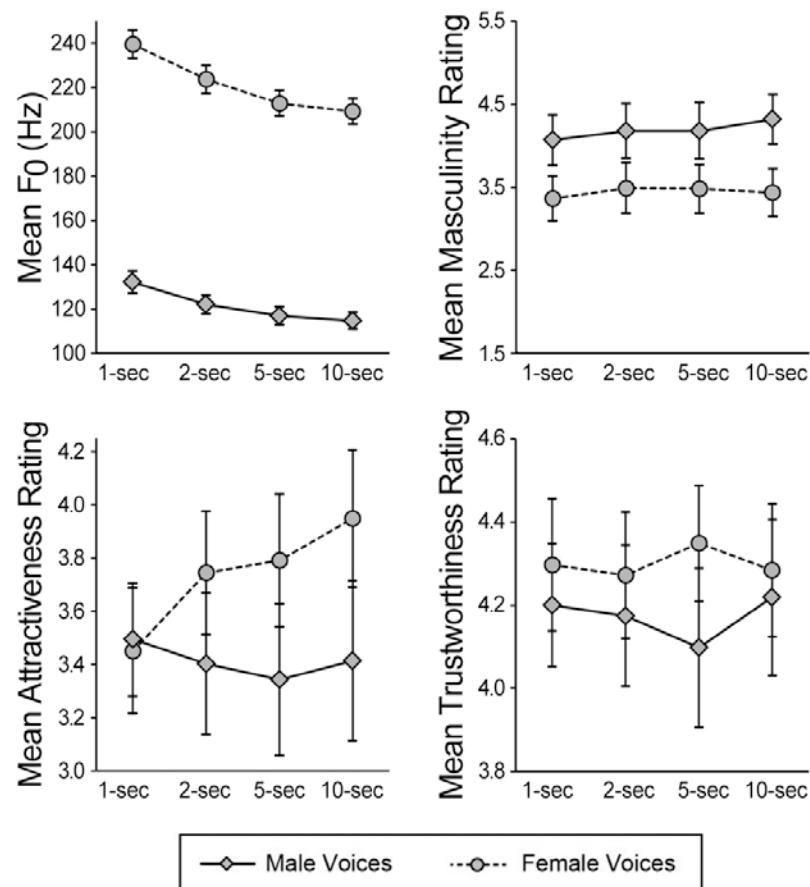 Mean F0 (Hz)
240
220
200
180
160
140
120
100
1-sec 2-sec 5-sec 10-sec
Mean Masculinity Rating
5.5
4.5
3.5
2.5
1.5
1-sec 2-sec 5-sec 10-sec
Mean Attractiveness Rating
4.2
4.0
3.8
3.6
3.4
3.2
3.0
1-sec 2-sec 5-sec 10-sec
Mean Trustworthiness Rating
4.6
4.4
4.2
4.0
3.8
1-sec 2-sec 5-sec 10-sec
Male Voices Female Voices